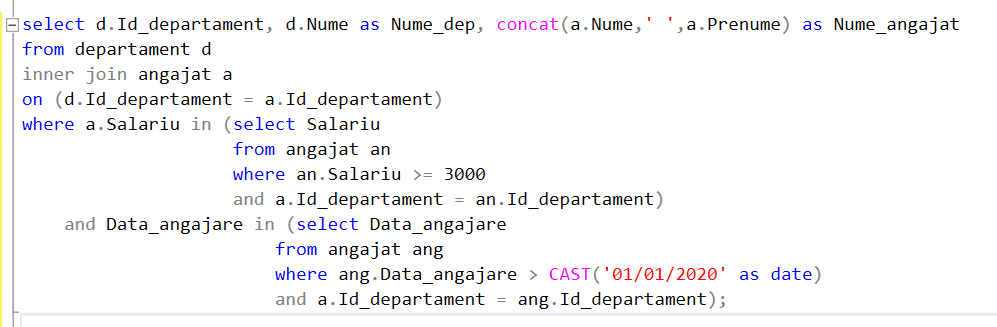 select d.Id_departament, d.Nume as Nume_dep, concat(a.Nume,' ',a.Prenume) as Nume_angajat
from departament d
inner join angajat a
on (d.Id_departament = a.Id_departament)
where a.Salariu in (select Salariu
from angajat an
where an.Salariu >= 3000
and a.Id_departament = an.Id_departament)
and Data_angajare in (select Data_angajare
from angajat ang
where ang.Data_angajare > CAST('01/01/2020' as date)
and a.Id_departament = ang.Id_departament);